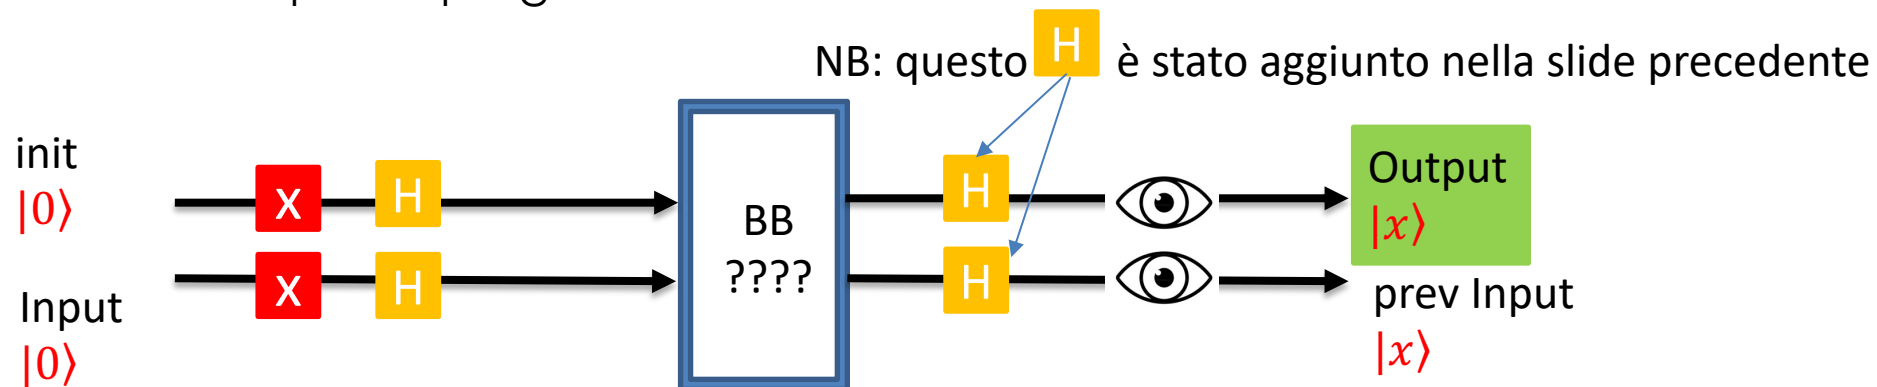 NB: questo H è stato aggiunto nella slide precedente
init
|0⟩
X H
BB
????
H
Output
|x⟩
Input
|0⟩
X H
H
prev Input
|x⟩